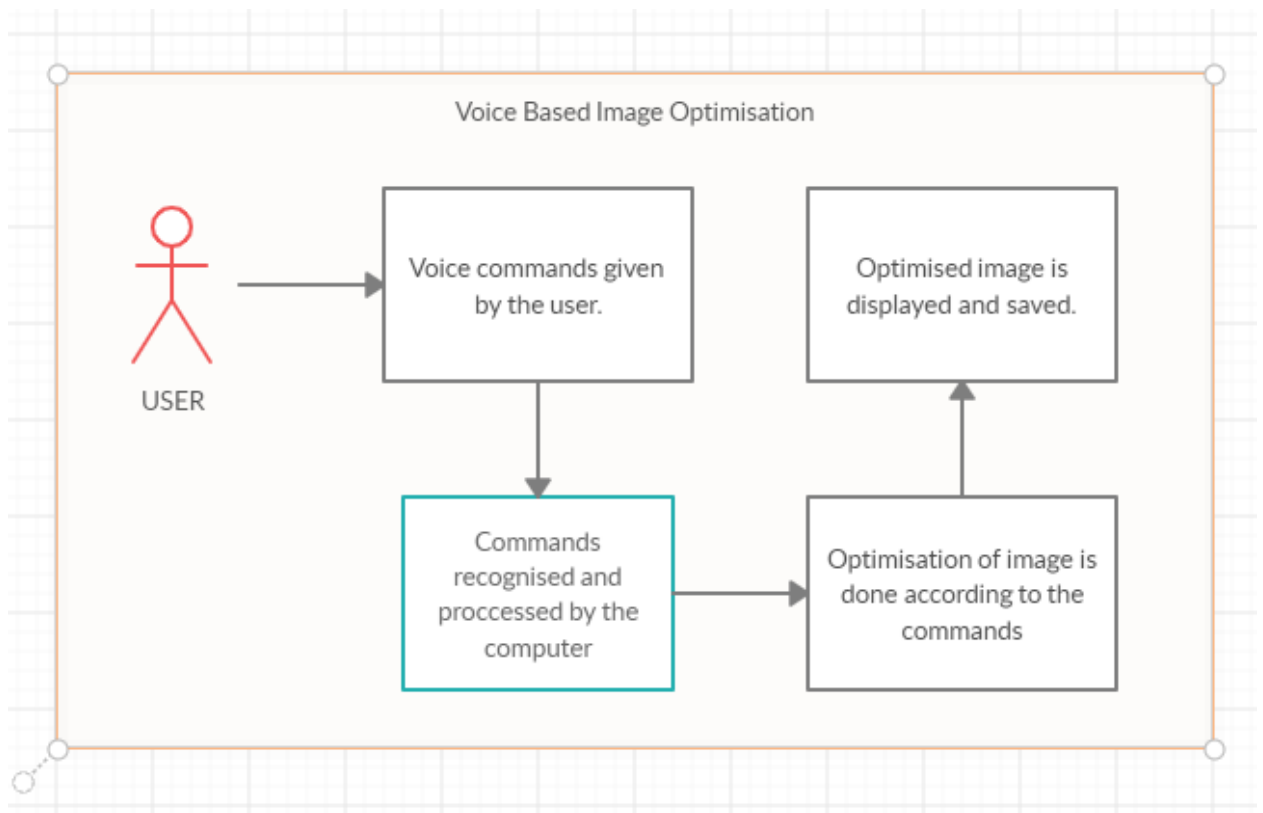 Voice Based Image Optimisation
USER
Voice commands given
by the user.
Commands
recognised and
proccessed by the
computer
Optimisation of image is
done according to the
commands
Optimised image is
displayed and saved.